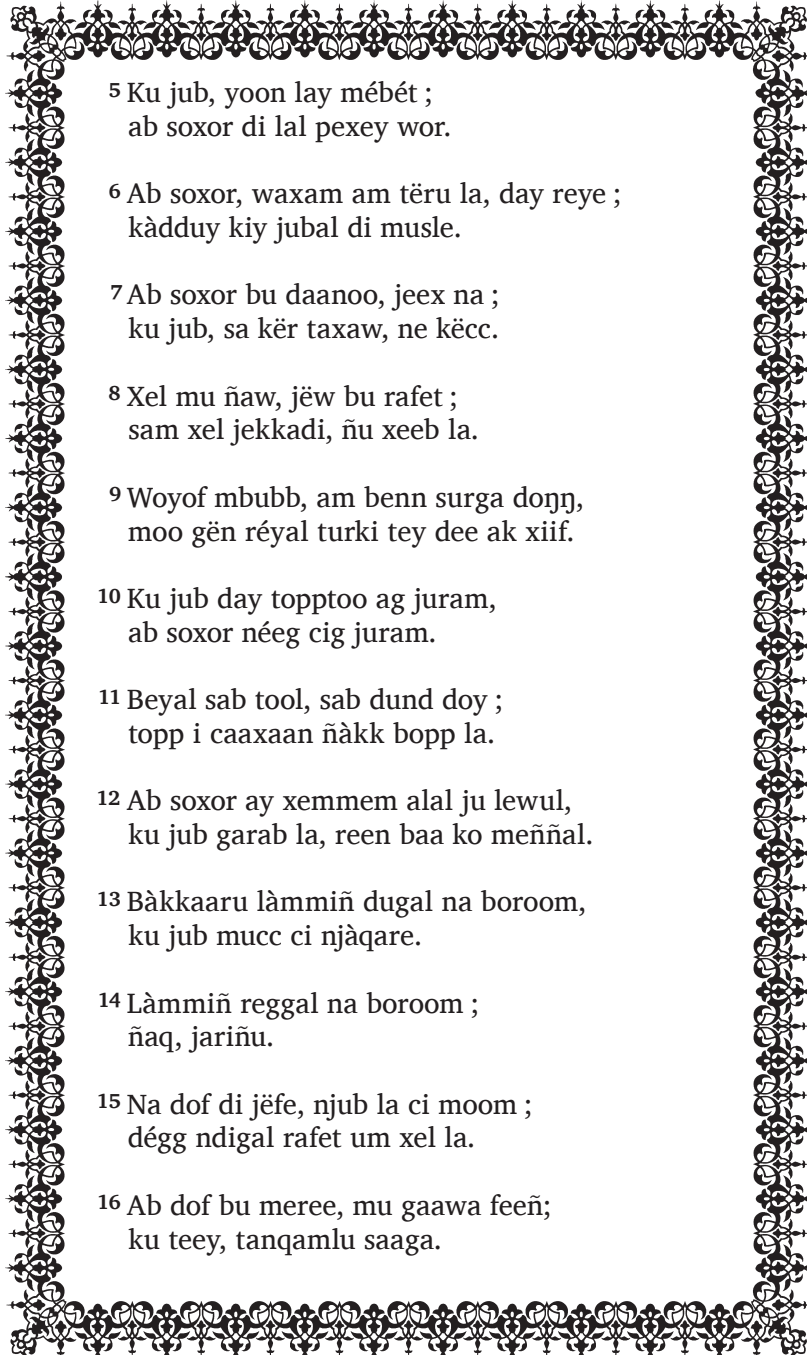 5 Ku jub, yoon lay mébét ;
ab soxor di lal pexey wor.
6 Ab soxor, waxam am tëru la, day reye ;
kàdduy kiy jubal di musle.
7 Ab soxor bu daanoo, jeex na ;
ku jub, sa kër taxaw, ne këcc.
8 Xel mu ñaw, jëw bu rafet ;
sam xel jekkadi, ñu xeeb la.
9 Woyof mbubb, am benn surga doŋŋ,
moo gën réyal turki tey dee ak xiif.
10 Ku jub day topptoo ag juram,
ab soxor néeg cig juram.
11 Beyal sab tool, sab dund doy ;
topp i caaxaan ñàkk bopp la.
12 Ab soxor ay xemmem alal ju lewul,
ku jub garab la, reen baa ko meññal.
13 Bàkkaaru làmmiñ dugal na boroom,
ku jub mucc ci njàqare.
14 Làmmiñ reggal na boroom ;
ñaq, jariñu.
15 Na dof di jëfe, njub la ci moom ;
dégg ndigal rafet um xel la.
16 Ab dof bu meree, mu gaawa feeñ;
ku teey, tanqamlu saaga.